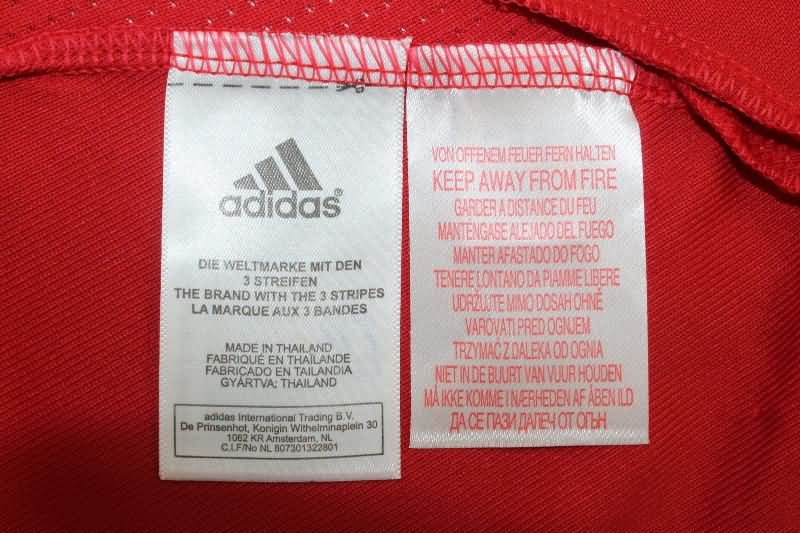 adidas®
DIE WELTMARKE MIT DEN
3 STREIFEN
THE BRAND WITH THE 3 STRIPES
LA MARQUE AUX 3 BANDES
MADE IN THAILAND
FABRIQUÉ EN THAÏLANDE
FABRICADO EN TAILANDIA
GYÁRTVA: THAILAND
adidas International Trading B.V.
De Prinsenhot, Konigin Withelminaplein 30
1062 KR Amsterdam, NL
C.I.F/No NL 807301322801
VON OFFENEM FEUER FERN HALTEN
KEEP AWAY FROM FIRE
GARDER A DISTANCE DU FEU
MANTÉNGASE ALEJADO DEL FUEGO
MANTER AFASTADO DO FOGO
TENERE LONTANO DA PIAMME LIBERE
UDRŽUJTE MIMO DOSAH OHNĚ
VAROVATI PRED OGNJEM
TRZYMAĆ Z DALEKA OD OGNIA
NIET IN DE BUURT VAN VUUR HOUDEN
MÅ IKKE KOMME I NÆRHEDEN AF ÅBEN ILD
ДА СЕ ПАЗИ ДАЛЕЧ ОТ ОГЪН